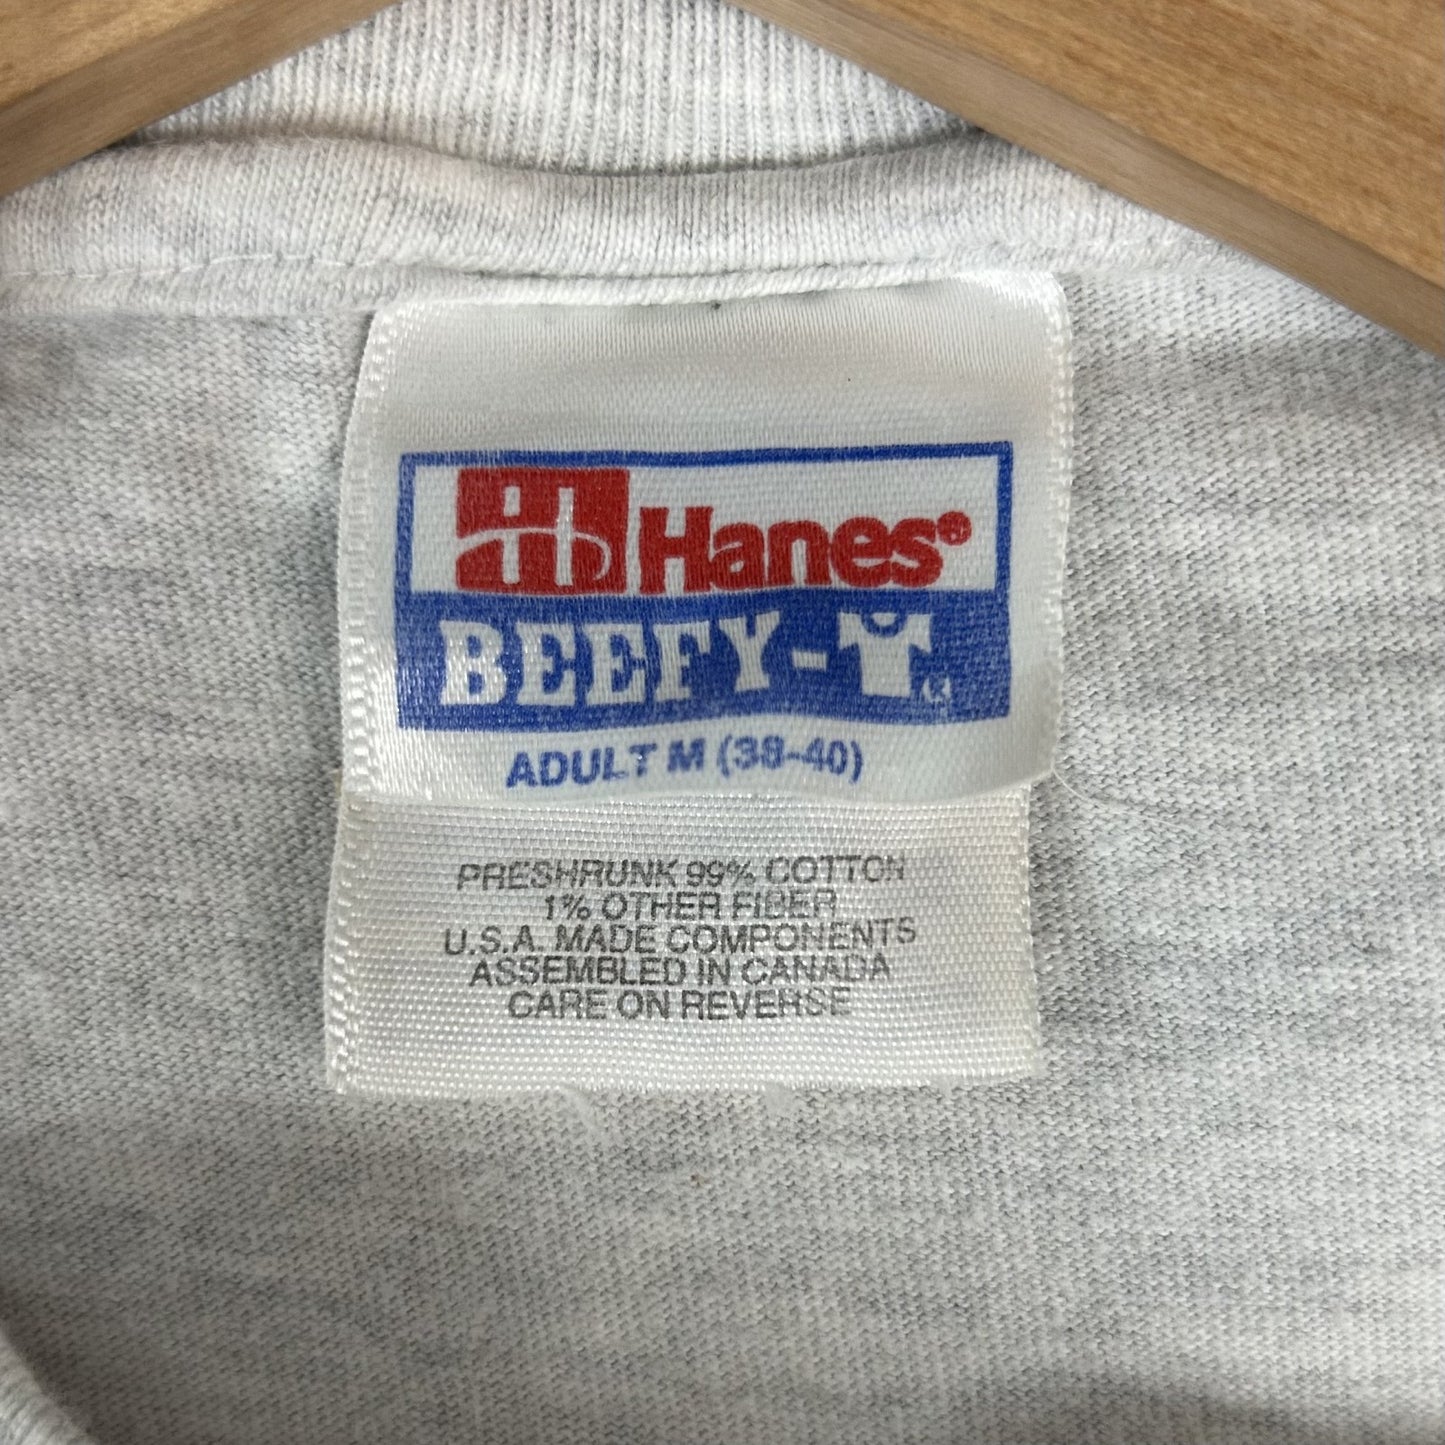 Hanes®
BEEFY-T
ADULT M (38-40)
PRESHRUNK 99% COTTON
1% OTHER FIBER
U.S.A. MADE COMPONENTS
ASSEMBLED IN CANADA
CARE ON REVERSE